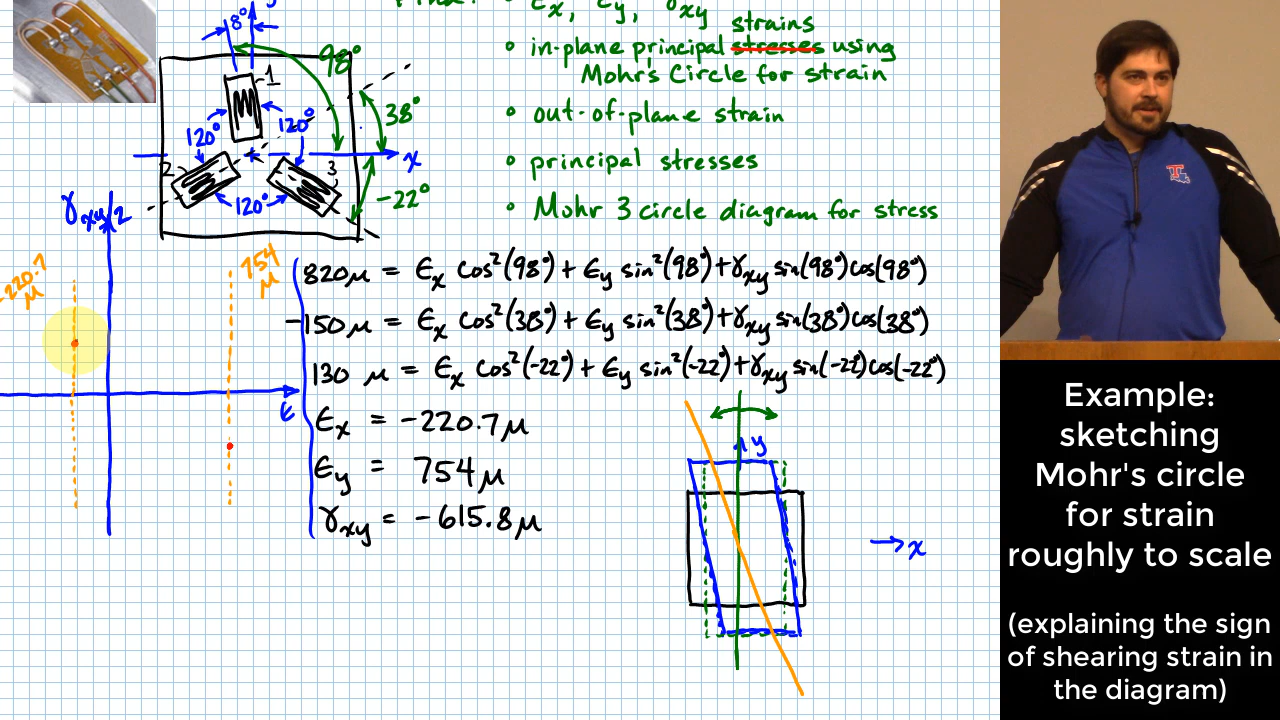 Find:
εx, εy, γxy
8°
y
strains
98°
• in-plane principal stresses using
Mohr's Circle for strain
1
38°
• out-of-plane strain
120°
120°
x
• principal stresses
2
3
120°
-22°
• Mohr 3 circle diagram for stress
γxy/2
-220.7
μ
754
μ
820μ = εx cos²(98°) + εy sin²(98°) + γxy sin(98°)cos(98°)
-150μ = εx cos²(38°) + εy sin²(38°) + γxy sin(38°)cos(38°)
130 μ = εx cos²(-22°) + εy sin²(-22°) + γxy sin(-22°)cos(-22°)
ε
εx = -220.7μ
εy = 754μ
γxy = -615.8μ
y
x
Example:
sketching
Mohr's circle
for strain
roughly to scale
(explaining the sign
of shearing strain in
the diagram)